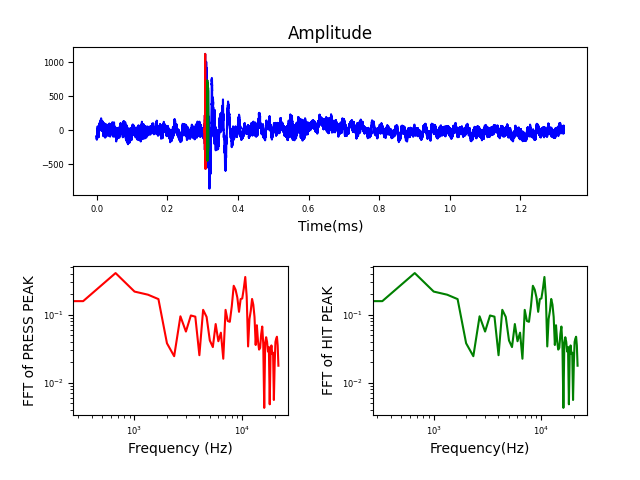 Amplitude
1000
500
0
−500
0.0 0.2 0.4 0.6 0.8 1.0 1.2
Time(ms)
FFT of PRESS PEAK
10⁻¹
10⁻²
10³ 10⁴
Frequency (Hz)
FFT of HIT PEAK
10⁻¹
10⁻²
10³ 10⁴
Frequency(Hz)